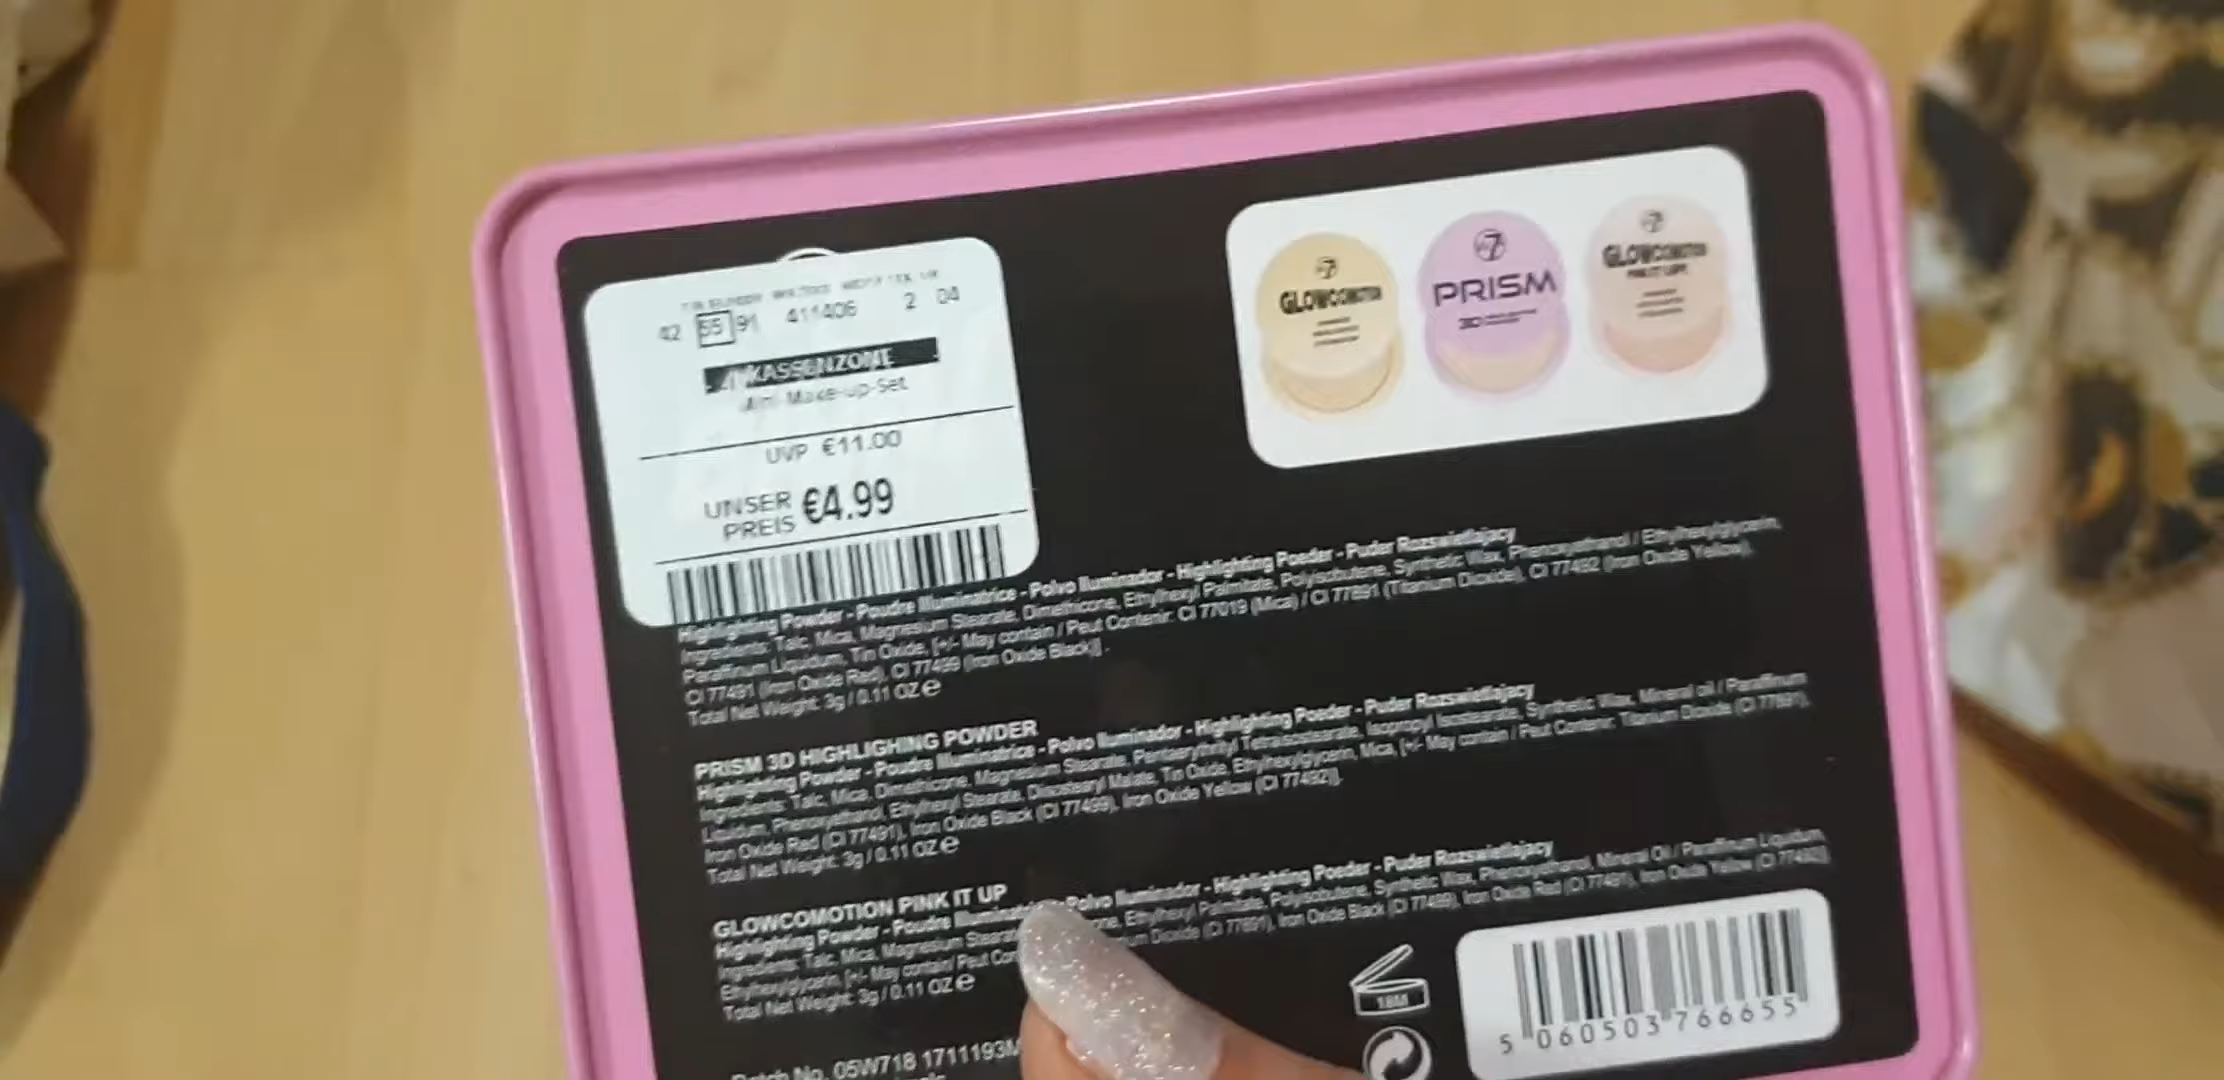 42 55 91 411406 2 04
KASSENZONE
Mini Make-up-Set
UVP €11.00
UNSER PREIS €4.99
GLOWCOMOTION
PRISM
3D
GLOWCOMOTION
PINK IT UP!
Highlighting Powder - Poudre Illuminatrice - Polvo Iluminador - Highlighting Powder - Puder Rozswietlajacy
Ingredients: Talc, Mica, Magnesium Stearate, Dimethicone, Ethylhexyl Palmitate, Polyisobutene, Synthetic Wax, Phenoxyethanol / Ethylhexylglycerin,
Paraffinum Liquidum, Tin Oxide, [+/- May contain / Peut Contenir: CI 77019 (Mica) / CI 77891 (Titanium Dioxide), CI 77492 (Iron Oxide Yellow),
CI 77491 (Iron Oxide Red), CI 77499 (Iron Oxide Black)] .
Total Net Weight: 3g / 0.11 OZ e
PRISM 3D HIGHLIGHING POWDER
Highlighting Powder - Poudre Illuminatrice - Polvo Iluminador - Highlighting Powder - Puder Rozswietlajacy
Ingredients: Talc, Mica, Dimethicone, Magnesium Stearate, Pentaerythrityl Tetraisostearate, Isopropyl Isostearate, Synthetic Wax, Mineral oil / Paraffinum
Liquidum, Phenoxyethanol, Ethylhexyl Stearate, Diisostearyl Malate, Tin Oxide, Ethylhexylglycerin, Mica, [+/- May contain / Peut Contenir: Titanium Dioxide (CI 77891),
Iron Oxide Red (CI 77491), Iron Oxide Black (CI 77499), Iron Oxide Yellow (CI 77492)].
Total Net Weight: 3g / 0.11 OZ e
GLOWCOMOTION PINK IT UP
Highlighting Powder - Poudre Polvo Iluminador - Highlighting Powder - Puder Rozswietlajacy
Ingredients: Talc, Mica, Magnesium Ethylhexyl Palmitate, Polyisobutene, Synthetic Wax, Phenoxyethanol, Mineral Oil / Paraffinum Liquidum,
Ethylhexylglycerin, [+/- May contain/ Peut Dioxide (CI 77891), Iron Oxide Black (CI 77499), Iron Oxide Red (CI 77491), Iron Oxide Yellow (CI 77492)]
Total Net Weight: 3g / 0.11 OZ e
18M
5 060503 766655
No. 05W718 1711193M